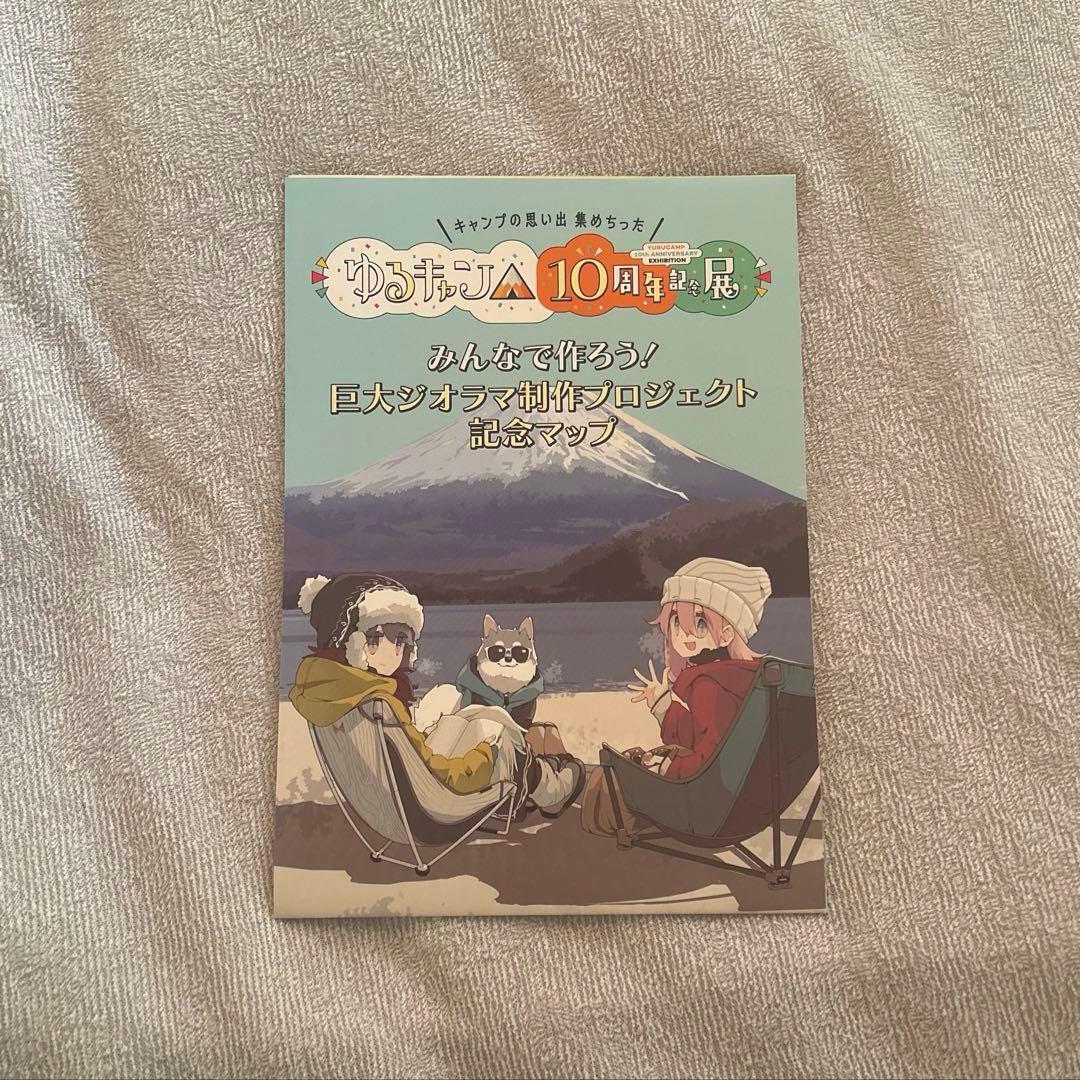 キャンプの思い出 集めちった
ゆるキャン△ 10周年記念展
YURUCAMP
10th ANNIVERSARY
EXHIBITION
みんなで作ろう!
巨大ジオラマ制作プロジェクト
記念マップ